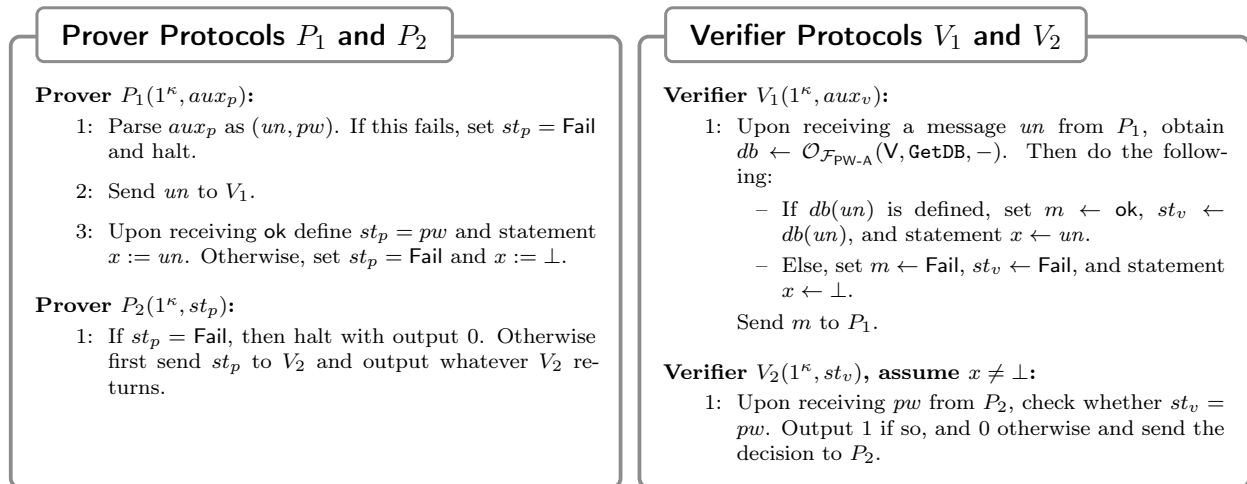 Prover Protocols P₁ and P₂
Prover P₁(1^κ, aux_p):
1: Parse aux_p as (un, pw). If this fails, set st_p = Fail
and halt.
2: Send un to V₁.
3: Upon receiving ok define st_p = pw and statement
x := un. Otherwise, set st_p = Fail and x := ⊥.
Prover P₂(1^κ, st_p):
1: If st_p = Fail, then halt with output 0. Otherwise
first send st_p to V₂ and output whatever V₂ re-
turns.
Verifier Protocols V₁ and V₂
Verifier V₁(1^κ, aux_v):
1: Upon receiving a message un from P₁, obtain
db ← O_{F_PW-A}(V, GetDB, −). Then do the follow-
ing:
– If db(un) is defined, set m ← ok, st_v ←
db(un), and statement x ← un.
– Else, set m ← Fail, st_v ← Fail, and statement
x ← ⊥.
Send m to P₁.
Verifier V₂(1^κ, st_v), assume x ≠ ⊥:
1: Upon receiving pw from P₂, check whether st_v =
pw. Output 1 if so, and 0 otherwise and send the
decision to P₂.